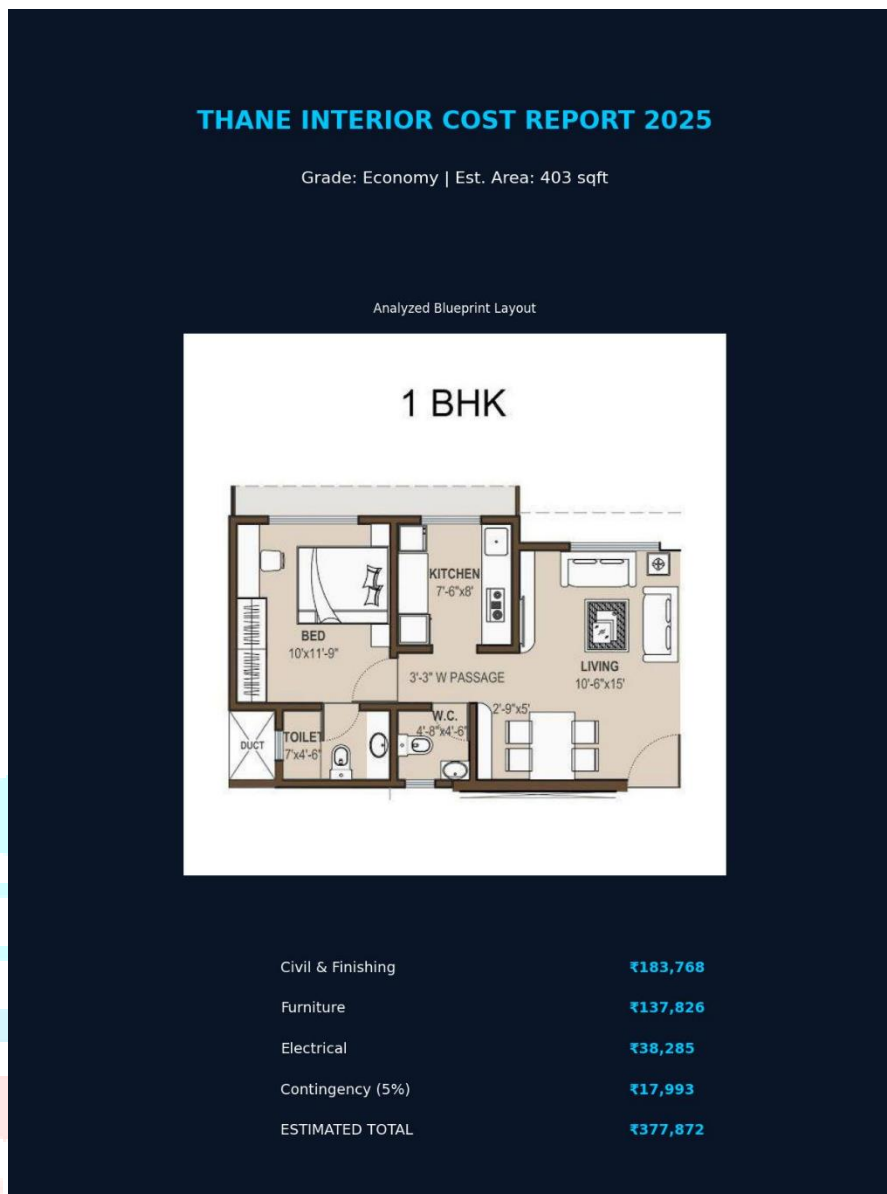 THANE INTERIOR COST REPORT 2025
Grade: Economy | Est. Area: 403 sqft
Analyzed Blueprint Layout
1 BHK
KITCHEN
7'-6"x8'
BED
10'x11'-9"
LIVING
10'-6"x15'
3'-3" W PASSAGE
2'-9"x5'
W.C.
4'-8"x4'-6"
DUCT
TOILET
7'x4'-6"
Civil & Finishing ₹183,768
Furniture ₹137,826
Electrical ₹38,285
Contingency (5%) ₹17,993
ESTIMATED TOTAL ₹377,872